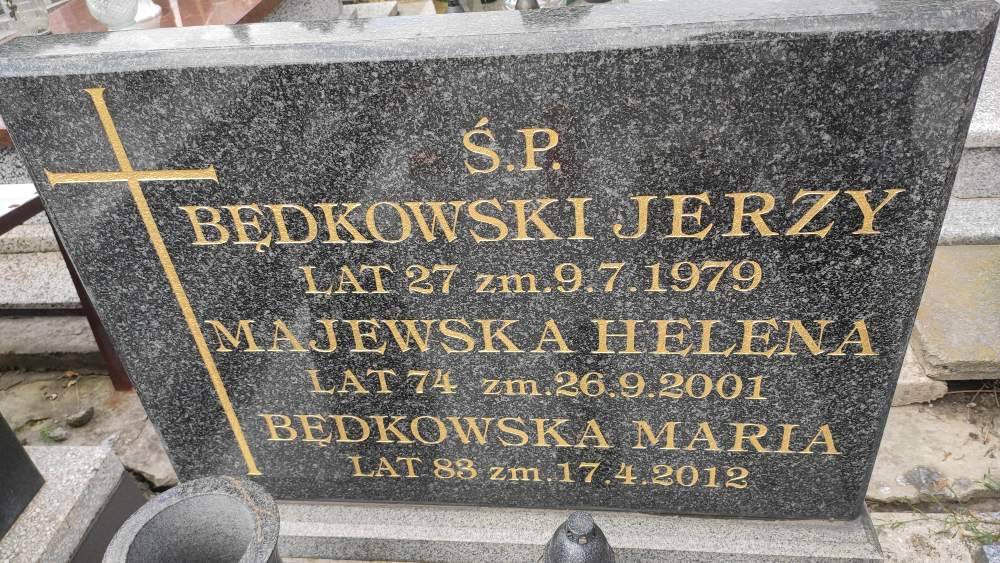 Ś.P.
BĘDKOWSKI JERZY
LAT 27 zm.9.7.1979
MAJEWSKA HELENA
LAT 74 zm.26.9.2001
BĘDKOWSKA MARIA
LAT 83 zm.17.4.2012